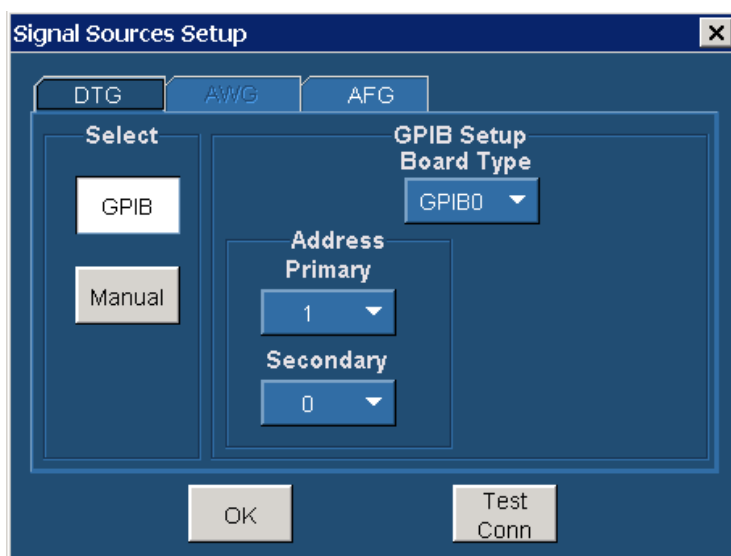 Signal Sources Setup
DTG
AWG
AFG
Select
GPIB
Manual
GPIB Setup
Board Type
GPIB0
Address
Primary
1
Secondary
0
OK
Test
Conn